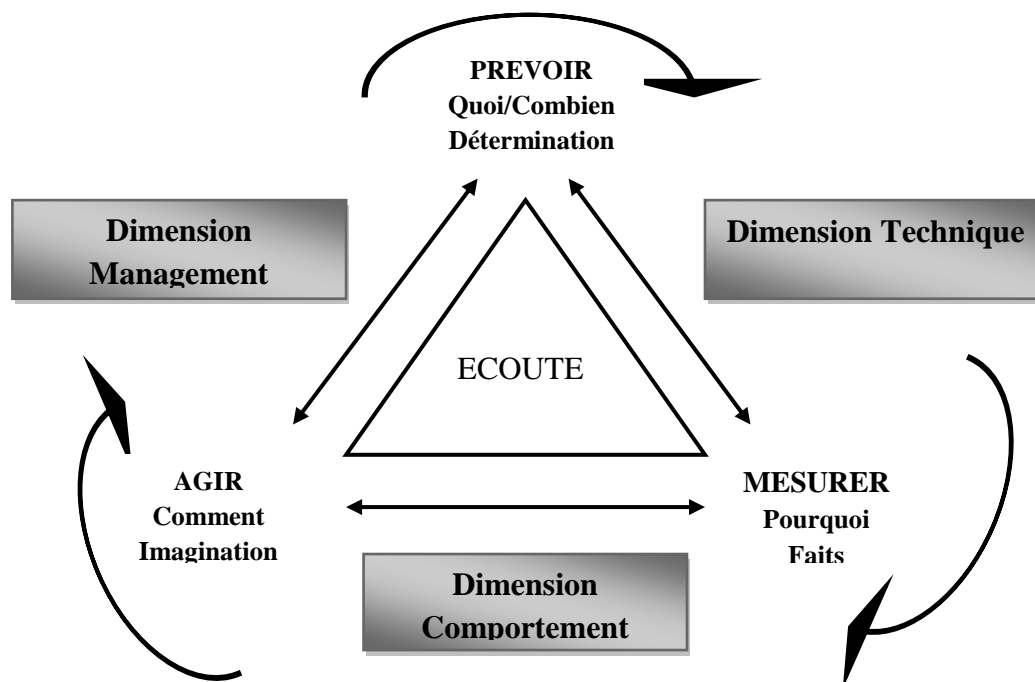 PREVOIR
Quoi/Combien
Détermination
Dimension
Management
Dimension Technique
ECOUTE
AGIR
Comment
Imagination
MESURER
Pourquoi
Faits
Dimension
Comportement